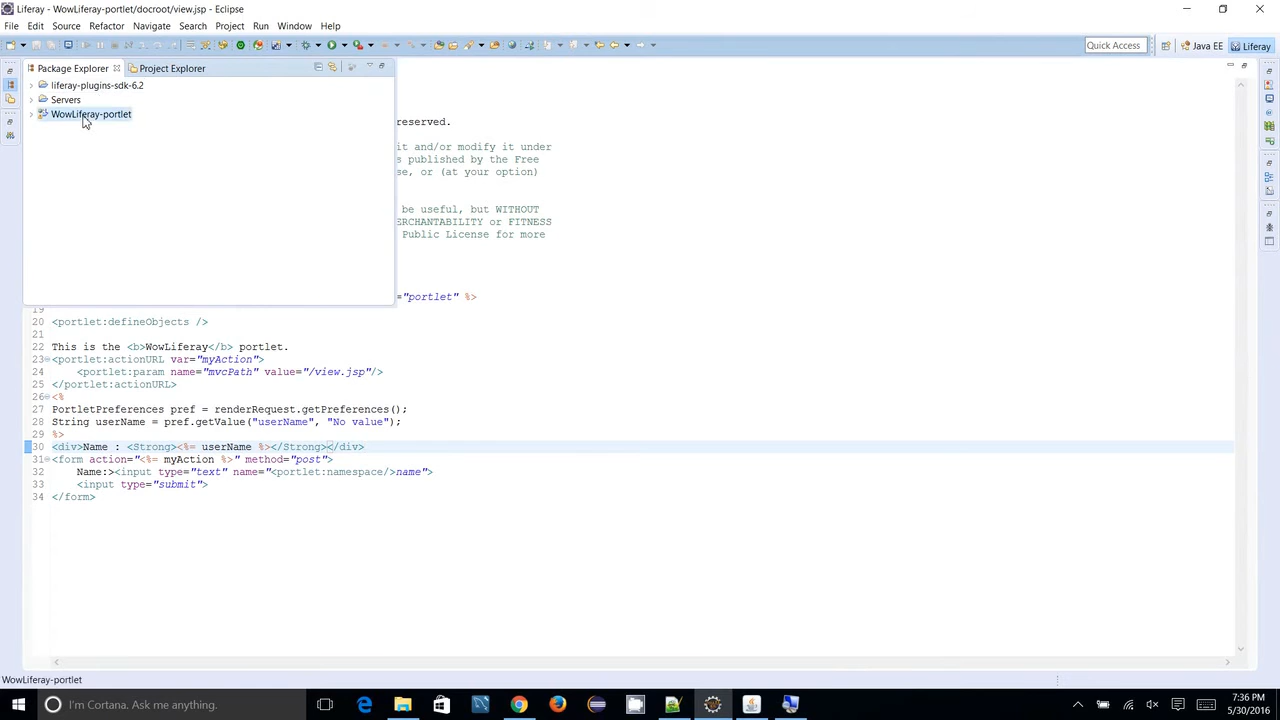 Liferay - WowLiferay-portlet/docroot/view.jsp - Eclipse
File Edit Source Refactor Navigate Search Project Run Window Help
Quick Access Java EE Liferay
Package Explorer Project Explorer
liferay-plugins-sdk-6.2
Servers
WowLiferay-portlet
reserved.
it and/or modify it under
s published by the Free
se, or (at your option)
be useful, but WITHOUT
ERCHANTABILITY or FITNESS
Public License for more
="portlet" %>
19
20 <portlet:defineObjects />
21
22 This is the <b>WowLiferay</b> portlet.
23 <portlet:actionURL var="myAction">
24 <portlet:param name="mvcPath" value="/view.jsp"/>
25 </portlet:actionURL>
26 <%
27 PortletPreferences pref = renderRequest.getPreferences();
28 String userName = pref.getValue("userName", "No value");
29 %>
30 <div>Name : <Strong><%= userName %></Strong></div>
31 <form action="<%= myAction %>" method="post">
32 Name:><input type="text" name="<portlet:namespace/>name">
33 <input type="submit">
34 </form>
WowLiferay-portlet
I'm Cortana. Ask me anything.
7:36 PM
5/30/2016